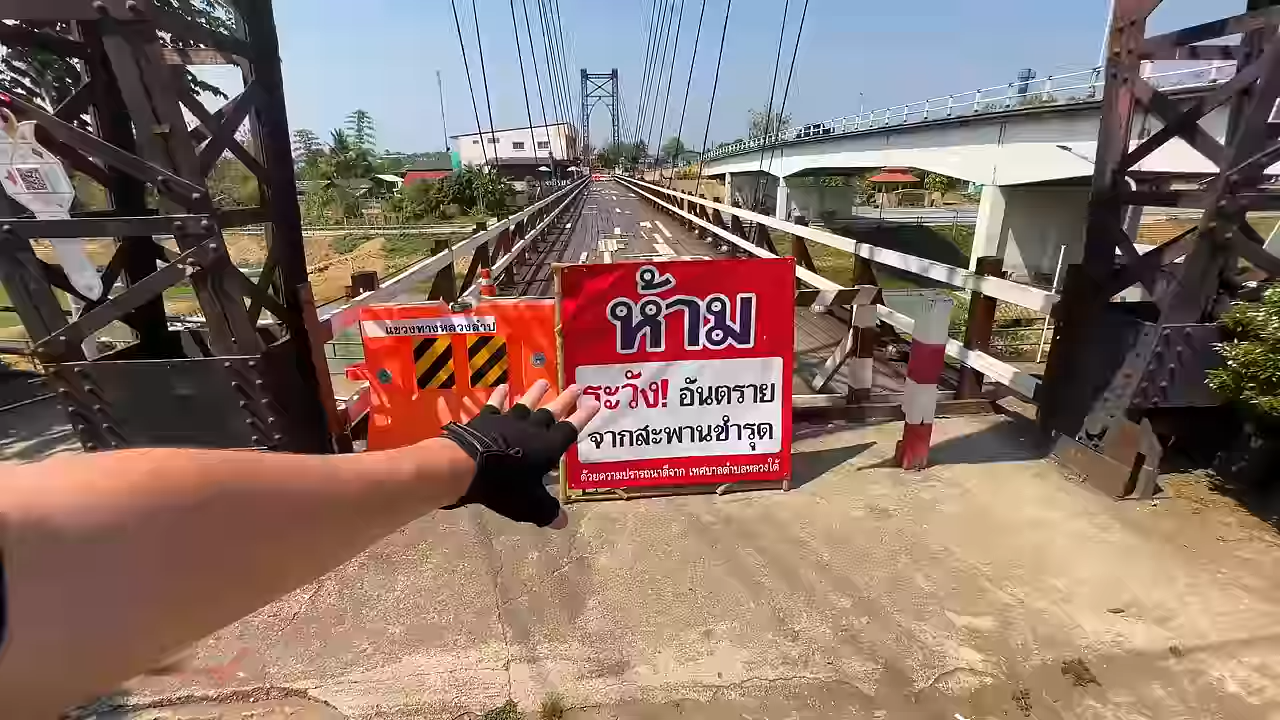 แขวงทางหลวงลำป
ห้าม
ระวัง! อันตราย
จากสะพานชำรุด
ด้วยความปรารถนาดีจาก เทศบาลตำบลหลวงใต้